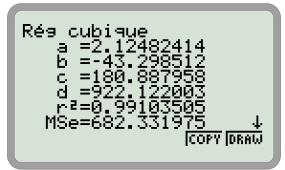 Rég cubique
a =2.12482414
b =-43.298512
c =180.887958
d =922.122003
r²=0.99103505
MSe=682.331975 ↓
COPY DRAW